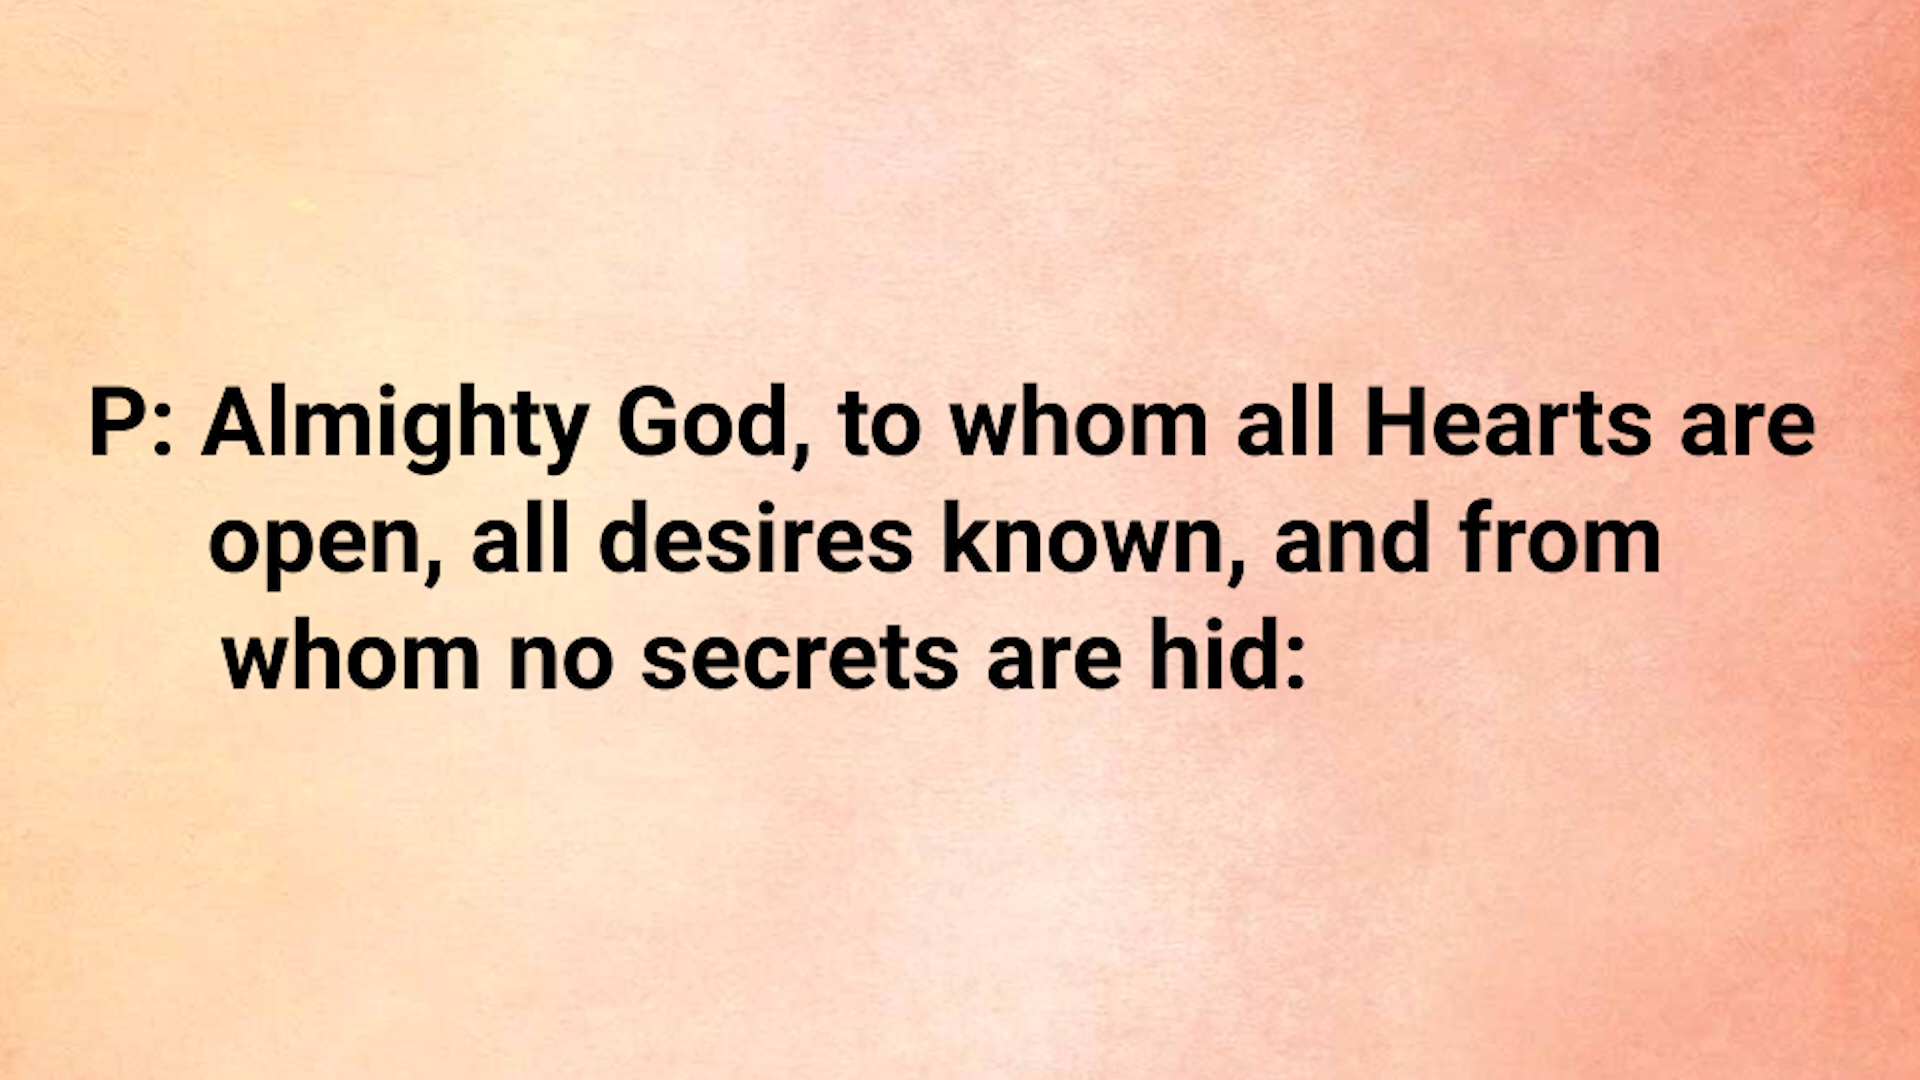 P: Almighty God, to whom all Hearts are
open, all desires known, and from
whom no secrets are hid: